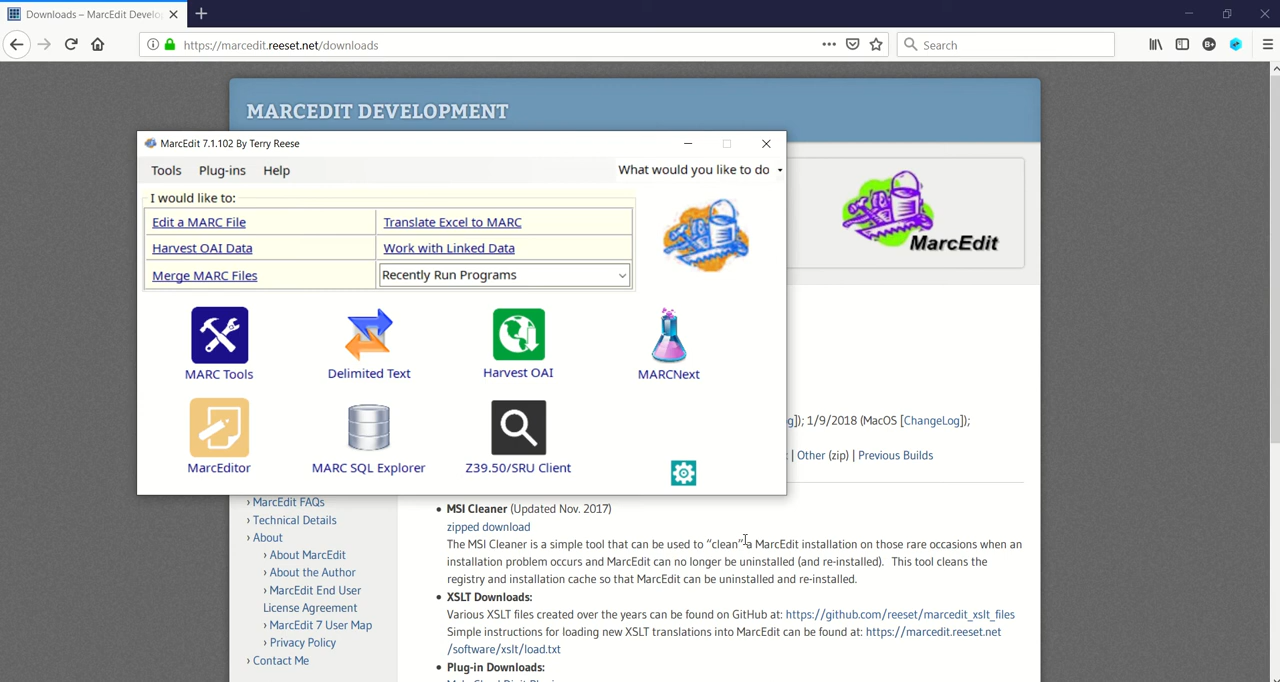 Downloads – MarcEdit Develo
https://marcedit.reeset.net/downloads
Search
MARCEDIT DEVELOPMENT
MarcEdit 7.1.102 By Terry Reese
Tools Plug-ins Help What would you like to do
I would like to:
Edit a MARC File Translate Excel to MARC
Harvest OAI Data Work with Linked Data
Merge MARC Files Recently Run Programs
MarcEdit
MARC Tools Delimited Text Harvest OAI MARCNext
MarcEditor MARC SQL Explorer Z39.50/SRU Client
g]); 1/9/2018 (MacOS [ChangeLog]);
| Other (zip) | Previous Builds
› MarcEdit FAQs
› Technical Details
› About
› About MarcEdit
› About the Author
› MarcEdit End User
License Agreement
› MarcEdit 7 User Map
› Privacy Policy
› Contact Me
• MSI Cleaner (Updated Nov. 2017)
zipped download
The MSI Cleaner is a simple tool that can be used to “clean” a MarcEdit installation on those rare occasions when an
installation problem occurs and MarcEdit can no longer be uninstalled (and re-installed). This tool cleans the
registry and installation cache so that MarcEdit can be uninstalled and re-installed.
• XSLT Downloads:
Various XSLT files created over the years can be found on GitHub at: https://github.com/reeset/marcedit_xslt_files
Simple instructions for loading new XSLT translations into MarcEdit can be found at: https://marcedit.reeset.net
/software/xslt/load.txt
• Plug-in Downloads: